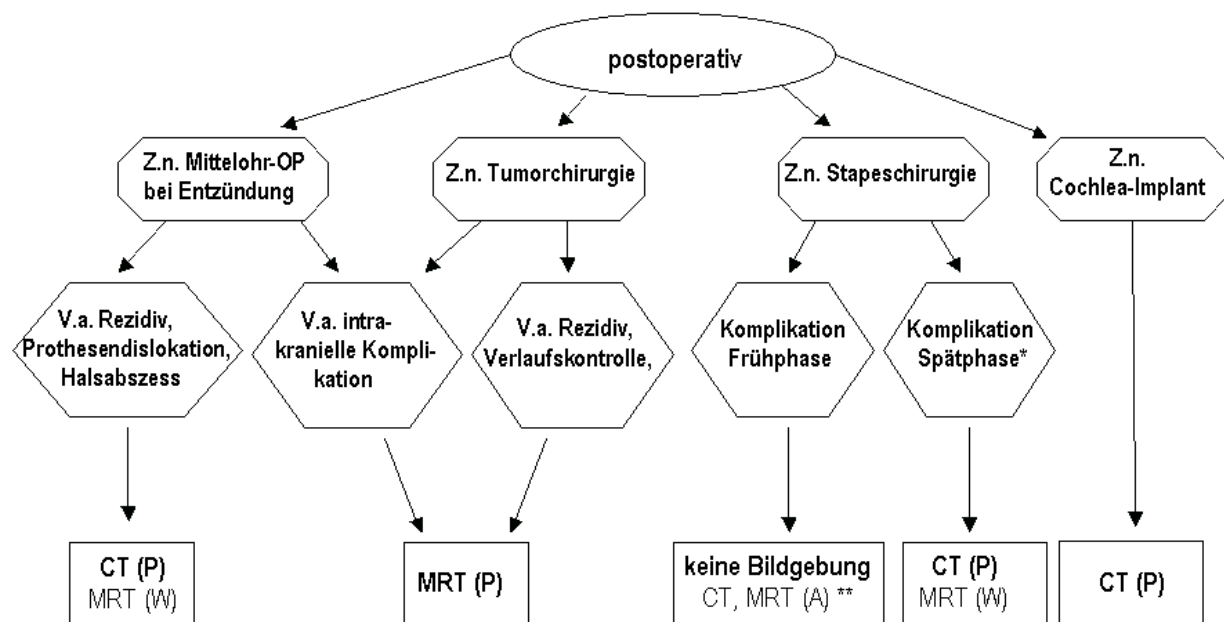 postoperativ
Z.n. Mittelohr-OP
bei Entzündung
Z.n. Tumorchirurgie
Z.n. Stapeschirurgie
Z.n.
Cochlea-Implant
V.a. Rezidiv,
Prothesendislokation,
Halsabszess
V.a. intra-
kranielle Kompli-
kation
V.a. Rezidiv,
Verlaufskontrolle,
Komplikation
Frühphase
Komplikation
Spätphase*
CT (P)
MRT (W)
MRT (P)
keine Bildgebung
CT, MRT (A) **
CT (P)
MRT (W)
CT (P)